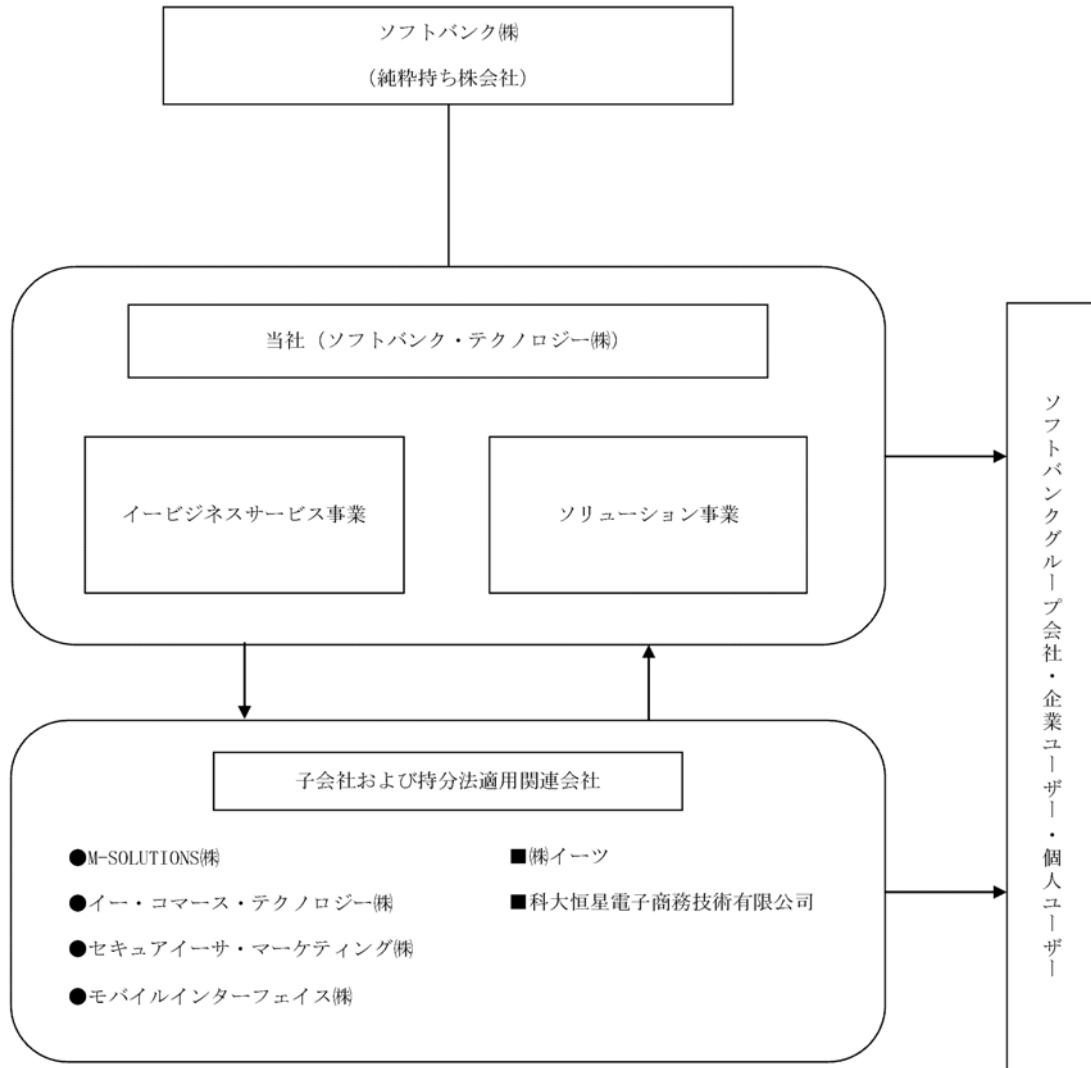 ソフトバンク㈱
（純粋持ち株会社）
当社（ソフトバンク・テクノロジー㈱）
イービジネスサービス事業
ソリューション事業
ソフトバンクグループ会社・企業ユーザー・個人ユーザー
子会社および持分法適用関連会社
●M-SOLUTIONS㈱
●イー・コマース・テクノロジー㈱
●セキュアイーサ・マーケティング㈱
●モバイルインターフェイス㈱
■㈱イーツ
■科大恒星電子商務技術有限公司